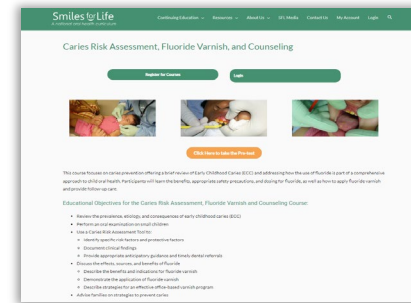 Smiles for Life
A national oral health curriculum
Continuing Education
Resources
About Us
SFL Media
Contact Us
My Account
Login
Caries Risk Assessment, Fluoride Varnish, and Counseling
Register for Courses
Login
Click Here to take the Pre-test
This course focuses on caries prevention offering a brief review of Early Childhood Caries (ECC) and addressing how the use of fluoride is part of a comprehensive
approach to child oral health. Participants will learn the benefits, appropriate safety precautions, and dosing for fluoride, as well as how to apply fluoride varnish
and provide follow-up care.
Educational Objectives for the Caries Risk Assessment, Fluoride Varnish and Counseling Course:
Review the prevalence, etiology, and consequences of early childhood caries (ECC)
Perform an oral examination on small children
Use a Caries Risk Assessment Tool to:
Identify specific risk factors and protective factors
Document clinical findings
Provide appropriate anticipatory guidance and timely dental referrals
Discuss the effects, sources, and benefits of fluoride
Describe the benefits and indications for fluoride varnish
Demonstrate the application of fluoride varnish
Describe strategies for an effective office-based varnish program
Advise families on strategies to prevent caries